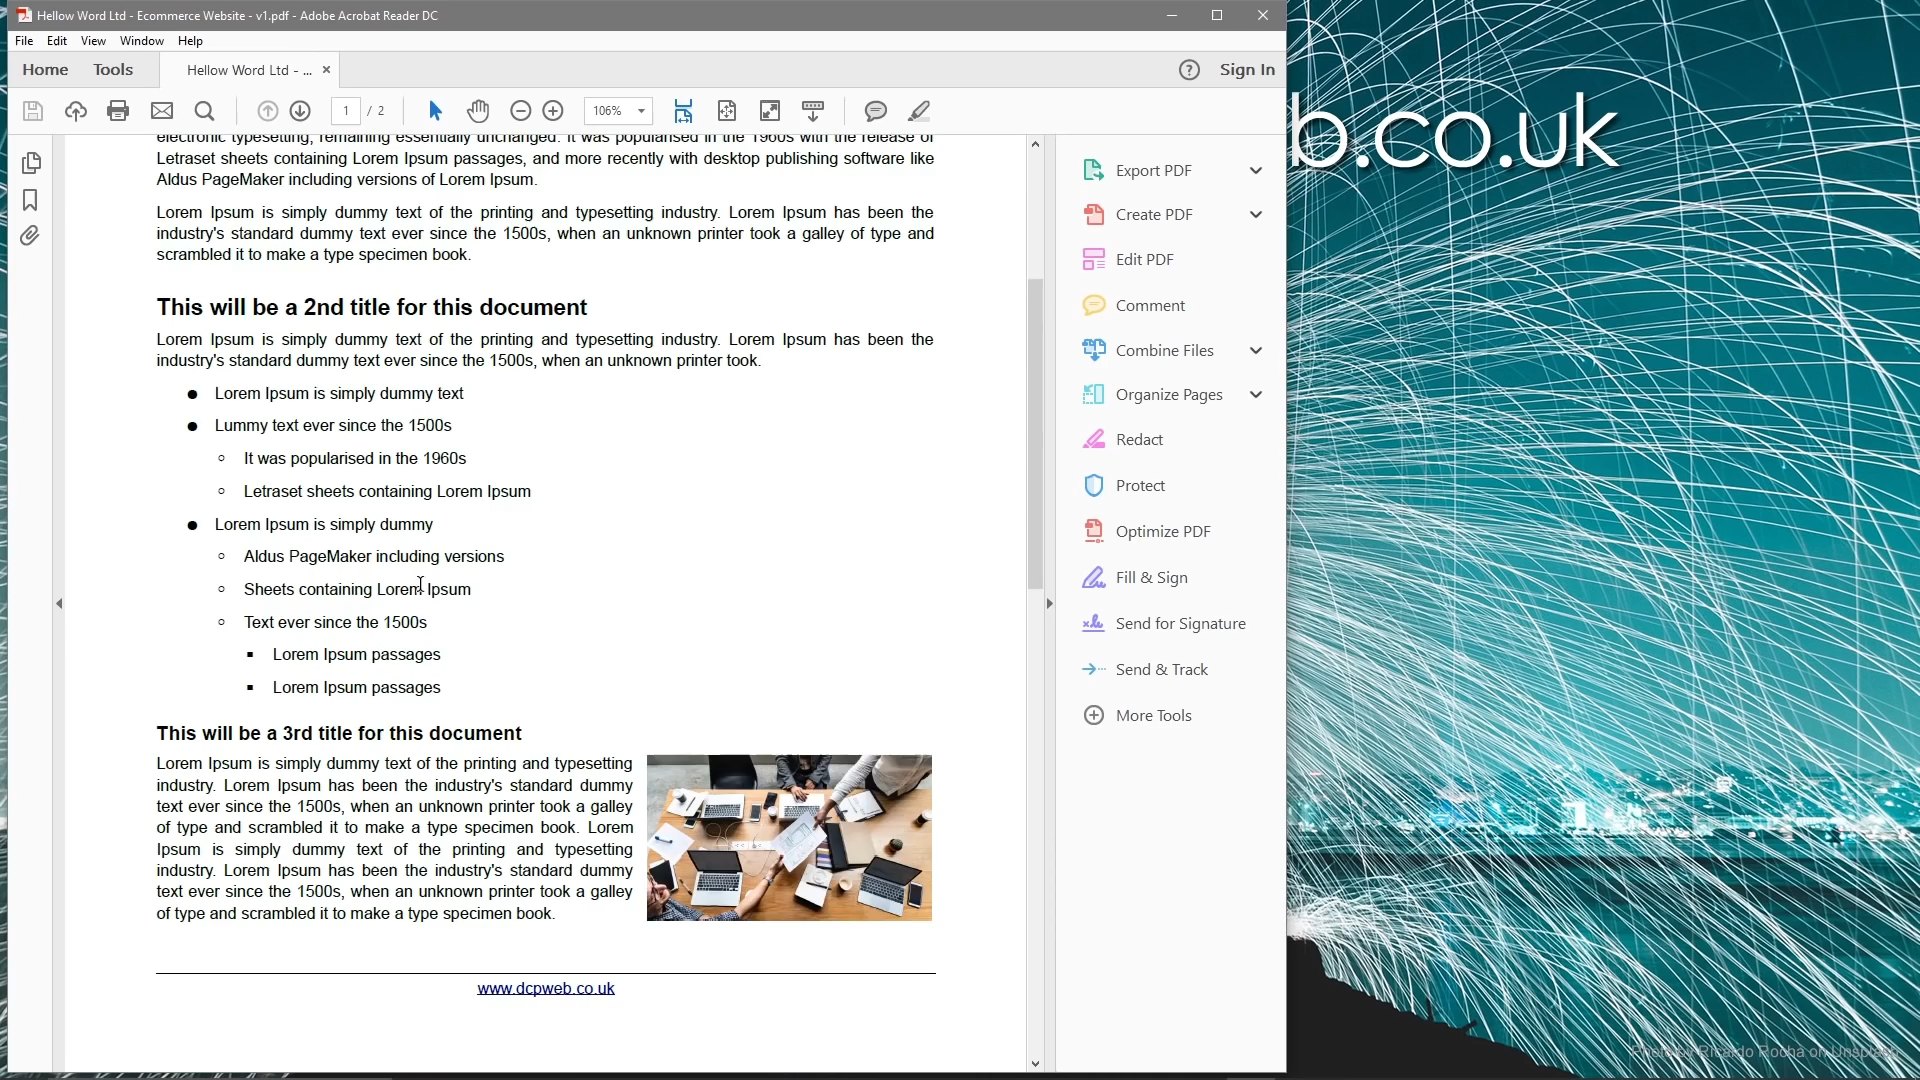 Hellow Word Ltd - Ecommerce Website - v1.pdf - Adobe Acrobat Reader DC
File Edit View Window Help
Home Tools Hellow Word Ltd - ... × ? Sign In
1 / 2 106%
b.co.uk
electronic typesetting, remaining essentially unchanged. It was popularised in the 1960s with the release of
Letraset sheets containing Lorem Ipsum passages, and more recently with desktop publishing software like
Aldus PageMaker including versions of Lorem Ipsum.
Lorem Ipsum is simply dummy text of the printing and typesetting industry. Lorem Ipsum has been the
industry's standard dummy text ever since the 1500s, when an unknown printer took a galley of type and
scrambled it to make a type specimen book.
This will be a 2nd title for this document
Lorem Ipsum is simply dummy text of the printing and typesetting industry. Lorem Ipsum has been the
industry's standard dummy text ever since the 1500s, when an unknown printer took.
● Lorem Ipsum is simply dummy text
● Lummy text ever since the 1500s
○ It was popularised in the 1960s
○ Letraset sheets containing Lorem Ipsum
● Lorem Ipsum is simply dummy
○ Aldus PageMaker including versions
○ Sheets containing Lorem Ipsum
○ Text ever since the 1500s
▪ Lorem Ipsum passages
▪ Lorem Ipsum passages
This will be a 3rd title for this document
Lorem Ipsum is simply dummy text of the printing and typesetting
industry. Lorem Ipsum has been the industry's standard dummy
text ever since the 1500s, when an unknown printer took a galley
of type and scrambled it to make a type specimen book. Lorem
Ipsum is simply dummy text of the printing and typesetting
industry. Lorem Ipsum has been the industry's standard dummy
text ever since the 1500s, when an unknown printer took a galley
of type and scrambled it to make a type specimen book.
www.dcpweb.co.uk
Export PDF
Create PDF
Edit PDF
Comment
Combine Files
Organize Pages
Redact
Protect
Optimize PDF
Fill & Sign
Send for Signature
Send & Track
More Tools
Photo by Ricardo Rocha on Unsplash